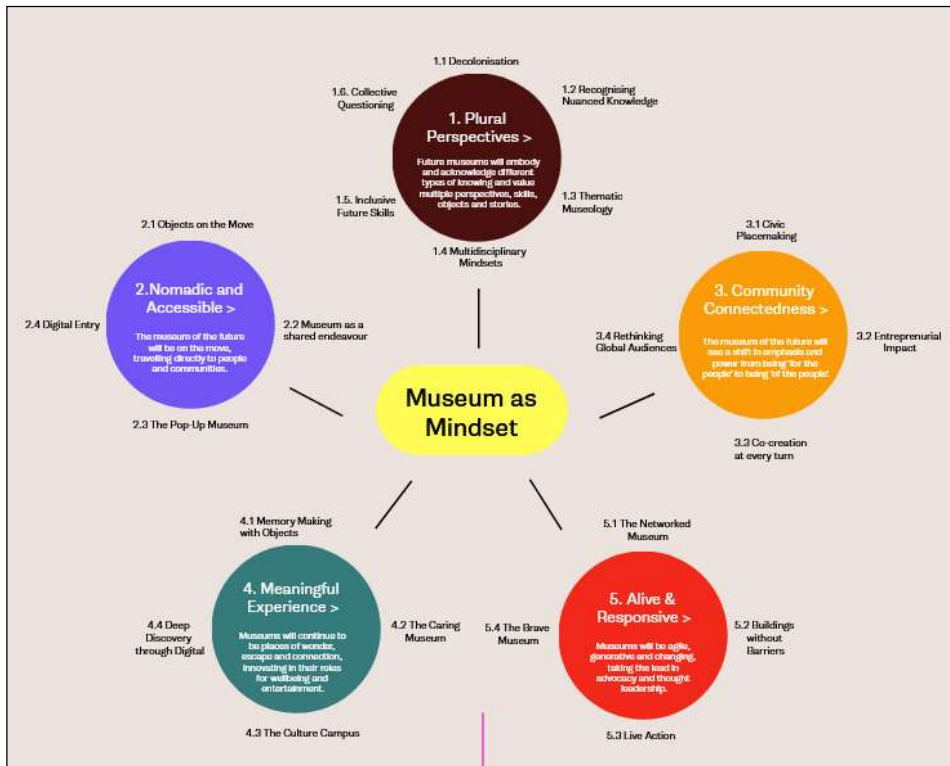 1.1 Decolonisation
1.6. Collective
Questioning
1.2 Recognising
Nuanced Knowledge
1. Plural
Perspectives >
Future museums will embody
and acknowledge different
types of knowing and value
multiple perspectives, skills,
objects and stories.
1.5. Inclusive
Future Skills
1.3 Thematic
Museology
1.4 Multidisciplinary
Mindsets
2.1 Objects on the Move
2.Nomadic and
Accessible >
The museum of the future
will be on the move,
travelling directly to people
and communities.
2.4 Digital Entry
2.2 Museum as a
shared endeavour
2.3 The Pop-Up Museum
3.1 Civic
Placemaking
3. Community
Connectedness >
The museum of the future will
see a shift in emphasis and
power from being 'for the
people' to being 'of the people'.
3.4 Rethinking
Global Audiences
3.2 Entreprenurial
Impact
3.3 Co-creation
at every turn
Museum as
Mindset
4.1 Memory Making
with Objects
4. Meaningful
Experience >
Museums will continue to
be places of wonder,
escape and connection,
innovating in their roles
for wellbeing and
entertainment.
4.4 Deep
Discovery
through Digital
4.2 The Caring
Museum
4.3 The Culture Campus
5.1 The Networked
Museum
5. Alive &
Responsive >
Museums will be agile,
generative and changing,
taking the lead in
advocacy and thought
leadership.
5.4 The Brave
Museum
5.2 Buildings
without
Barriers
5.3 Live Action